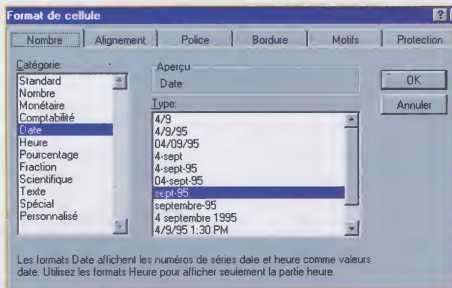 Format de cellule
Nombre Alignement Police Bordure Motifs Protection
Catégorie:
Standard
Nombre
Monétaire
Comptabilité
Date
Heure
Pourcentage
Fraction
Scientifique
Texte
Spécial
Personnalisé
Aperçu
Date
Type:
4/9
4/9/95
04/09/95
4-sept
4-sept-95
04-sept-95
sept-95
septembre-95
4 septembre 1995
4/9/95 1:30 PM
OK
Annuler
Les formats Date affichent les numéros de séries date et heure comme valeurs
date. Utilisez les formats Heure pour afficher seulement la partie heure.